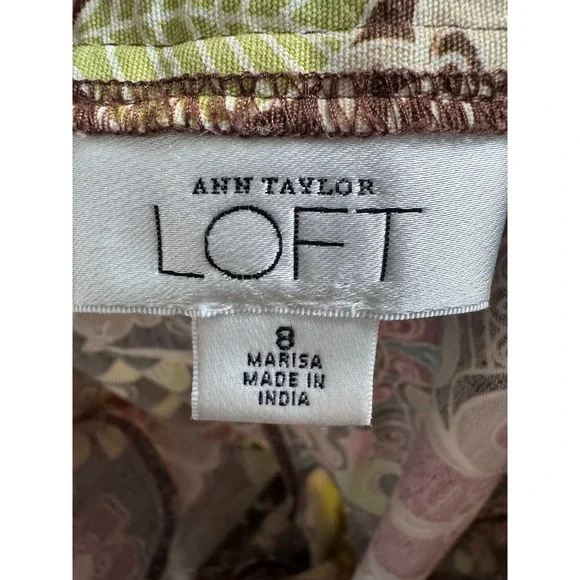 ANN TAYLOR
LOFT
8
MARISA
MADE IN
INDIA